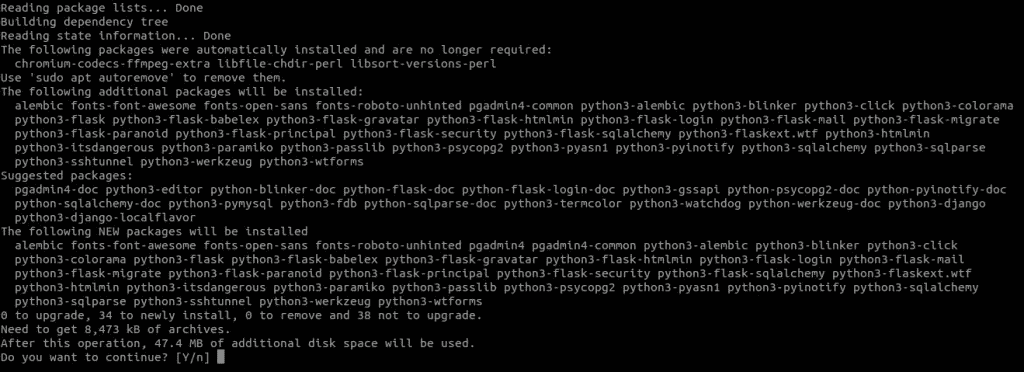 Reading package lists... Done
Building dependency tree
Reading state information... Done
The following packages were automatically installed and are no longer required:
  chromium-codecs-ffmpeg-extra libfile-chdir-perl libsort-versions-perl
Use 'sudo apt autoremove' to remove them.
The following additional packages will be installed:
  alembic fonts-font-awesome fonts-open-sans fonts-roboto-unhinted pgadmin4-common python3-alembic python3-blinker python3-click python3-colorama
  python3-flask python3-flask-babelex python3-flask-gravatar python3-flask-htmlmin python3-flask-login python3-flask-mail python3-flask-migrate
  python3-flask-paranoid python3-flask-principal python3-flask-security python3-flask-sqlalchemy python3-flaskext.wtf python3-htmlmin
  python3-itsdangerous python3-paramiko python3-passlib python3-psycopg2 python3-pyasn1 python3-pyinotify python3-sqlalchemy python3-sqlparse
  python3-sshtunnel python3-werkzeug python3-wtforms
Suggested packages:
  pgadmin4-doc python3-editor python-blinker-doc python-flask-doc python-flask-login-doc python3-gssapi python-psycopg2-doc python-pyinotify-doc
  python-sqlalchemy-doc python3-pymysql python3-fdb python-sqlparse-doc python3-termcolor python3-watchdog python-werkzeug-doc python3-django
  python3-django-localflavor
The following NEW packages will be installed
  alembic fonts-font-awesome fonts-open-sans fonts-roboto-unhinted pgadmin4 pgadmin4-common python3-alembic python3-blinker python3-click
  python3-colorama python3-flask python3-flask-babelex python3-flask-gravatar python3-flask-htmlmin python3-flask-login python3-flask-mail
  python3-flask-migrate python3-flask-paranoid python3-flask-principal python3-flask-security python3-flask-sqlalchemy python3-flaskext.wtf
  python3-htmlmin python3-itsdangerous python3-paramiko python3-passlib python3-psycopg2 python3-pyasn1 python3-pyinotify python3-sqlalchemy
  python3-sqlparse python3-sshtunnel python3-werkzeug python3-wtforms
0 to upgrade, 34 to newly install, 0 to remove and 38 not to upgrade.
Need to get 8,473 kB of archives.
After this operation, 47.4 MB of additional disk space will be used.
Do you want to continue? [Y/n]